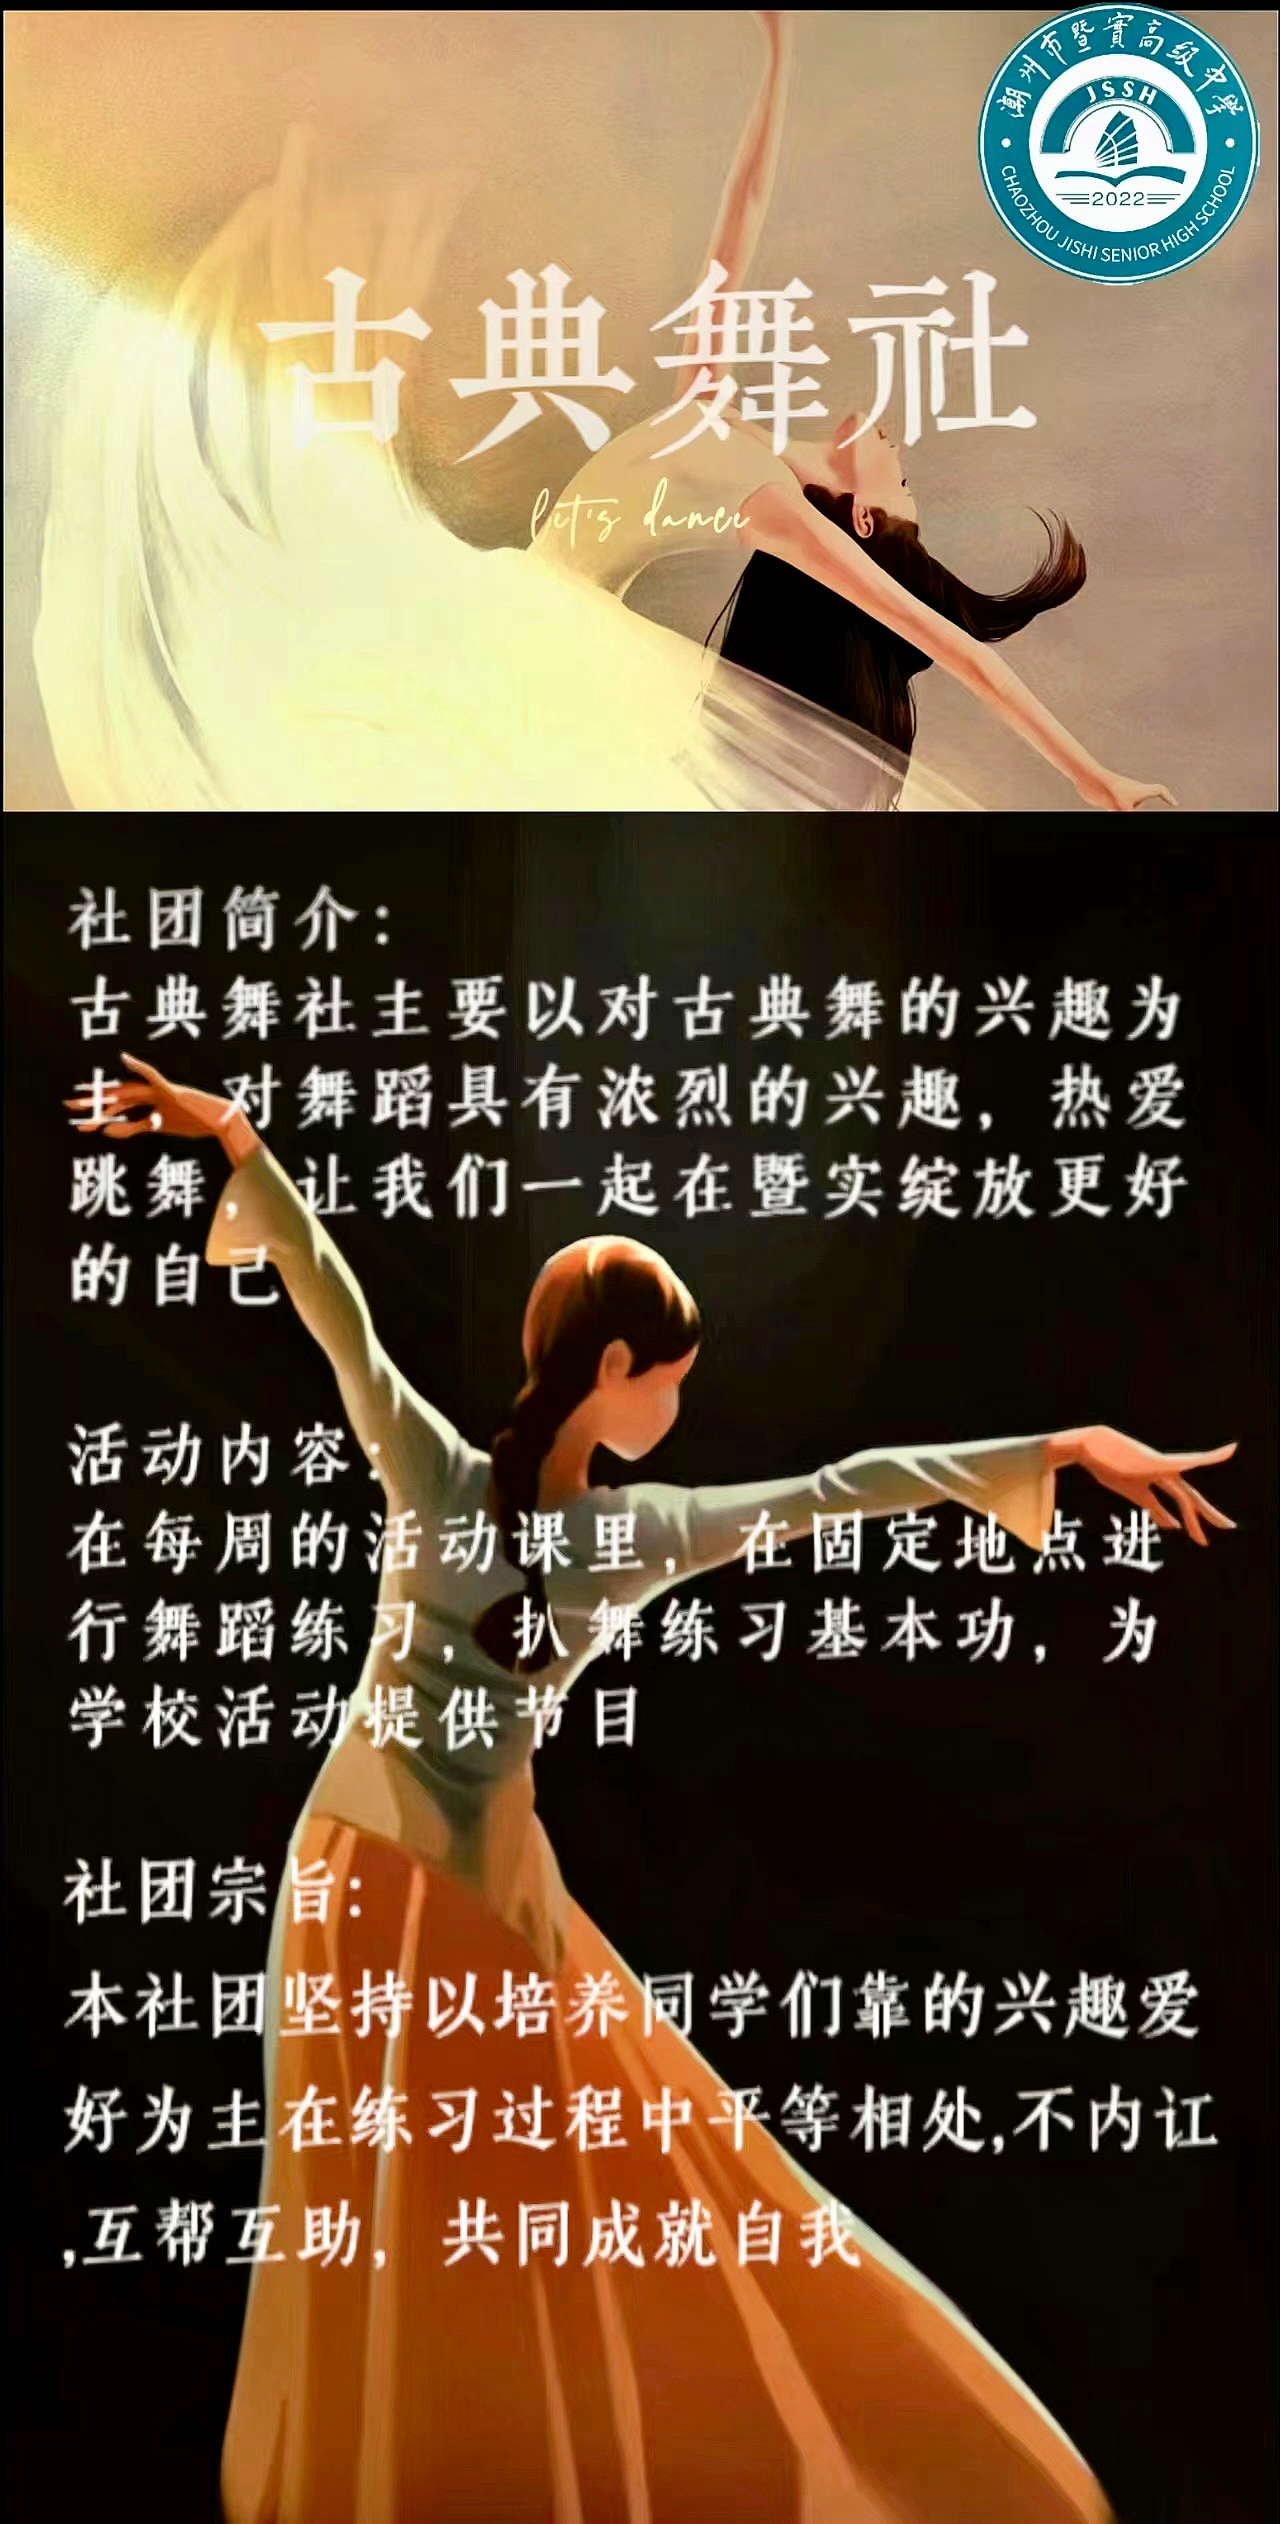 潮州市暨實高级中學
JSSH
2022
CHAOZHOU JISHI SENIOR HIGH SCHOOL
古典舞社
let's dance
社团简介：
古典舞社主要以对古典舞的兴趣为
主，对舞蹈具有浓烈的兴趣，热爱
跳舞，让我们一起在暨实绽放更好
的自己
活动内容：
在每周的活动课里，在固定地点进
行舞蹈练习，扒舞练习基本功，为
学校活动提供节目
社团宗旨：
本社团坚持以培养同学们靠的兴趣爱
好为主在练习过程中平等相处,不内讧
,互帮互助，共同成就自我